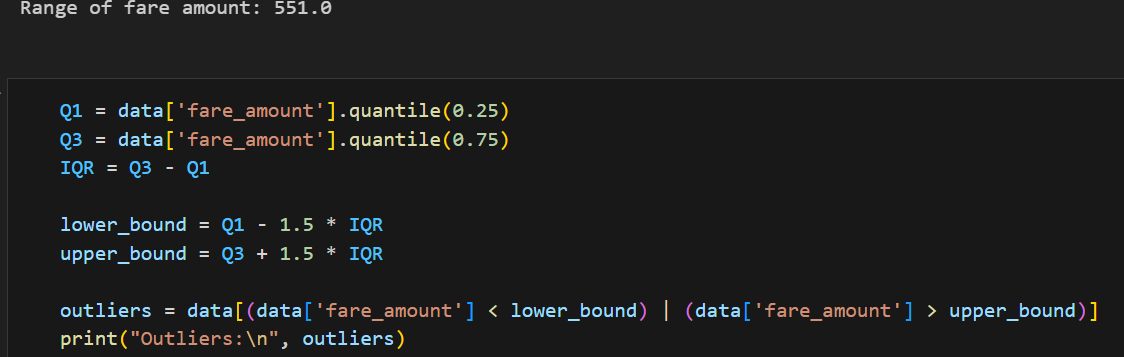 Range of fare amount: 551.0
Q1 = data['fare_amount'].quantile(0.25)
Q3 = data['fare_amount'].quantile(0.75)
IQR = Q3 - Q1
lower_bound = Q1 - 1.5 * IQR
upper_bound = Q3 + 1.5 * IQR
outliers = data[(data['fare_amount'] < lower_bound) | (data['fare_amount'] > upper_bound)]
print("Outliers:\n", outliers)